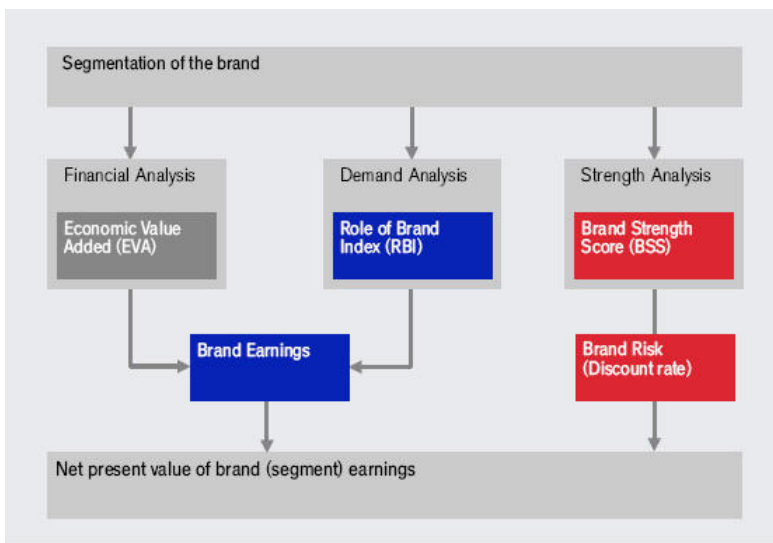 Segmentation of the brand
Financial Analysis
Economic Value
Added (EVA)
Demand Analysis
Role of Brand
Index (RBI)
Strength Analysis
Brand Strength
Score (BSS)
Brand Earnings
Brand Risk
(Discount rate)
Net present value of brand (segment) earnings